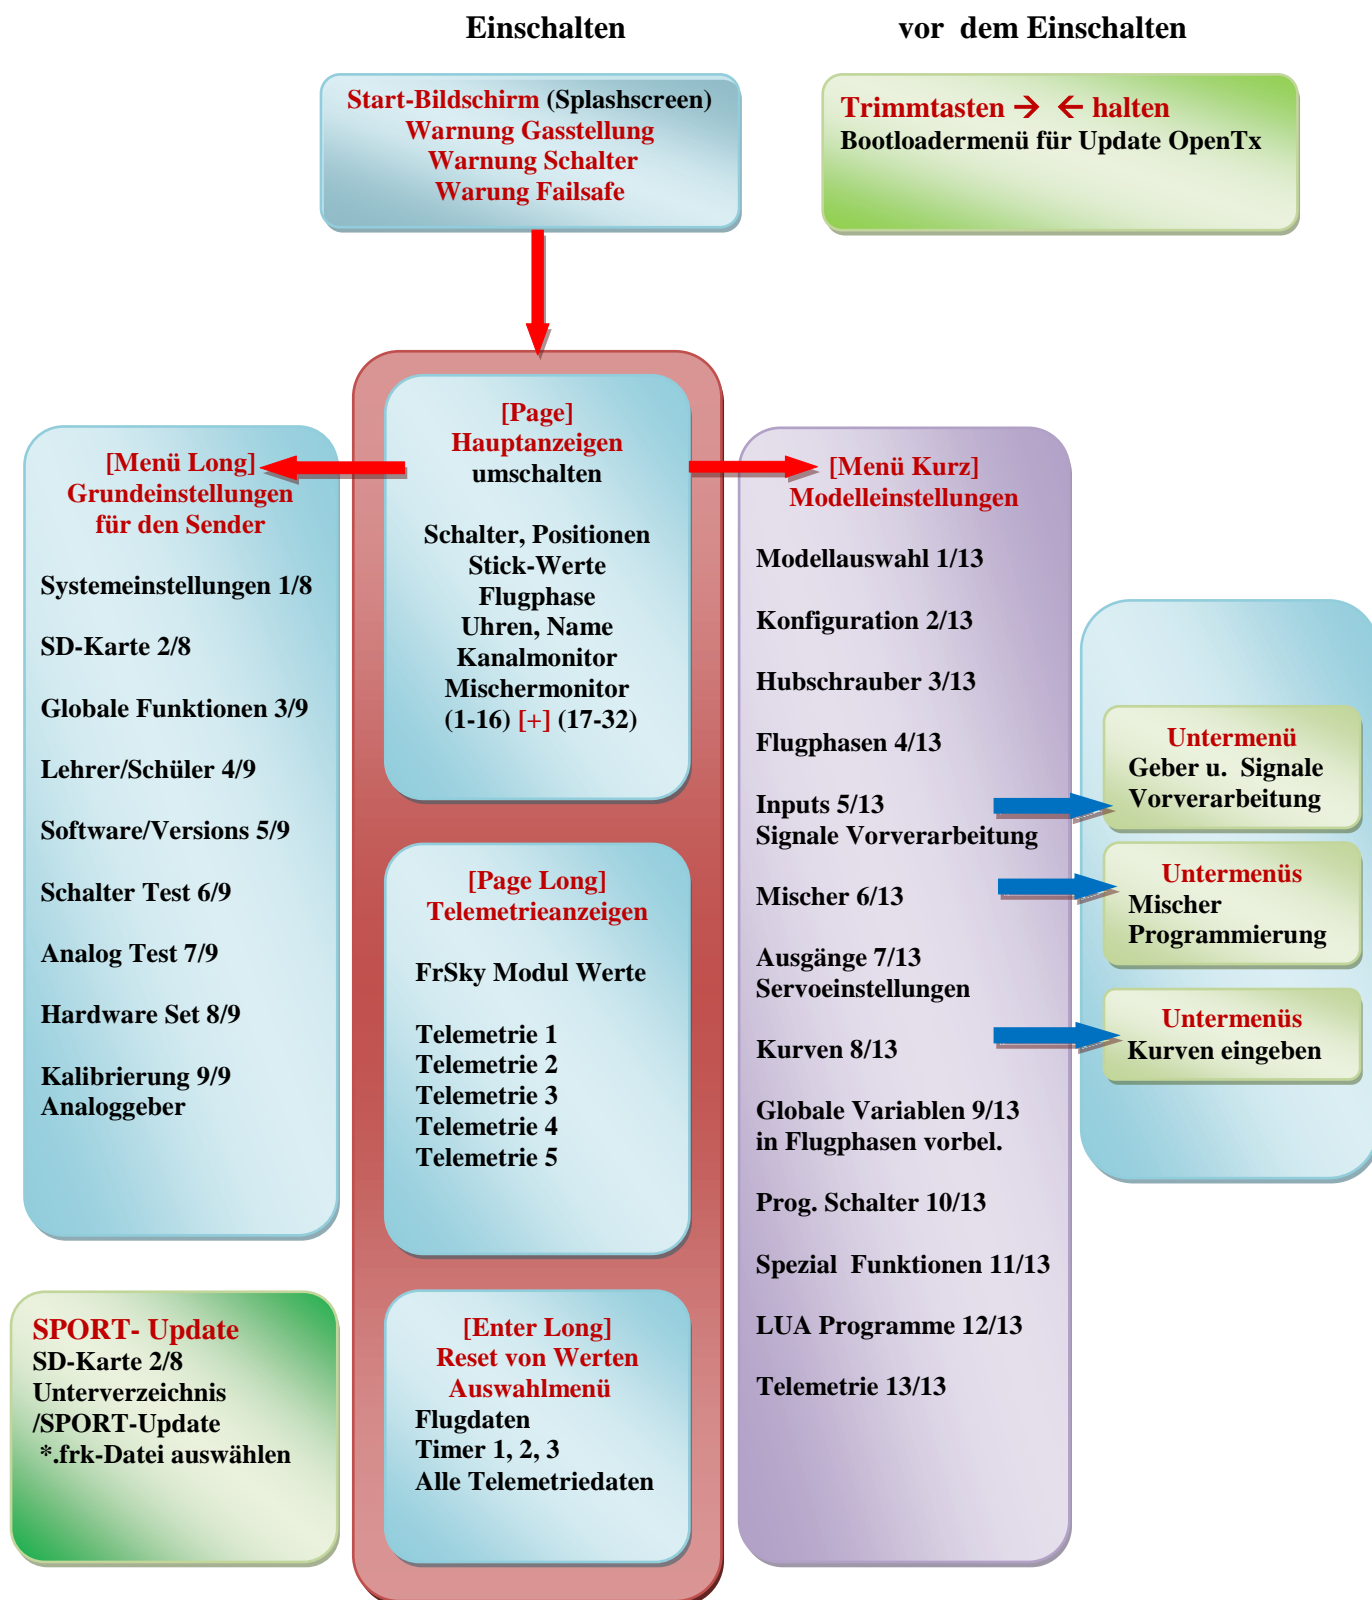 Einschalten
vor dem Einschalten
Start-Bildschirm (Splashscreen)
Warnung Gasstellung
Warnung Schalter
Warung Failsafe
Trimmtasten → ← halten
Bootloadermenü für Update OpenTx
[Menü Long]
Grundeinstellungen
für den Sender
Systemeinstellungen 1/8
SD-Karte 2/8
Globale Funktionen 3/9
Lehrer/Schüler 4/9
Software/Versions 5/9
Schalter Test 6/9
Analog Test 7/9
Hardware Set 8/9
Kalibrierung 9/9
Analoggeber
SPORT- Update
SD-Karte 2/8
Unterverzeichnis
/SPORT-Update
*.frk-Datei auswählen
[Page]
Hauptanzeigen
umschalten
Schalter, Positionen
Stick-Werte
Flugphase
Uhren, Name
Kanalmonitor
Mischermonitor
(1-16) [+] (17-32)
[Page Long]
Telemetrieanzeigen
FrSky Modul Werte
Telemetrie 1
Telemetrie 2
Telemetrie 3
Telemetrie 4
Telemetrie 5
[Enter Long]
Reset von Werten
Auswahlmenü
Flugdaten
Timer 1, 2, 3
Alle Telemetriedaten
[Menü Kurz]
Modelleinstellungen
Modellauswahl 1/13
Konfiguration 2/13
Hubschrauber 3/13
Flugphasen 4/13
Inputs 5/13
Signale Vorverarbeitung
Mischer 6/13
Ausgänge 7/13
Servoeinstellungen
Kurven 8/13
Globale Variablen 9/13
in Flugphasen vorbel.
Prog. Schalter 10/13
Spezial Funktionen 11/13
LUA Programme 12/13
Telemetrie 13/13
Untermenü
Geber u. Signale
Vorverarbeitung
Untermenüs
Mischer
Programmierung
Untermenüs
Kurven eingeben